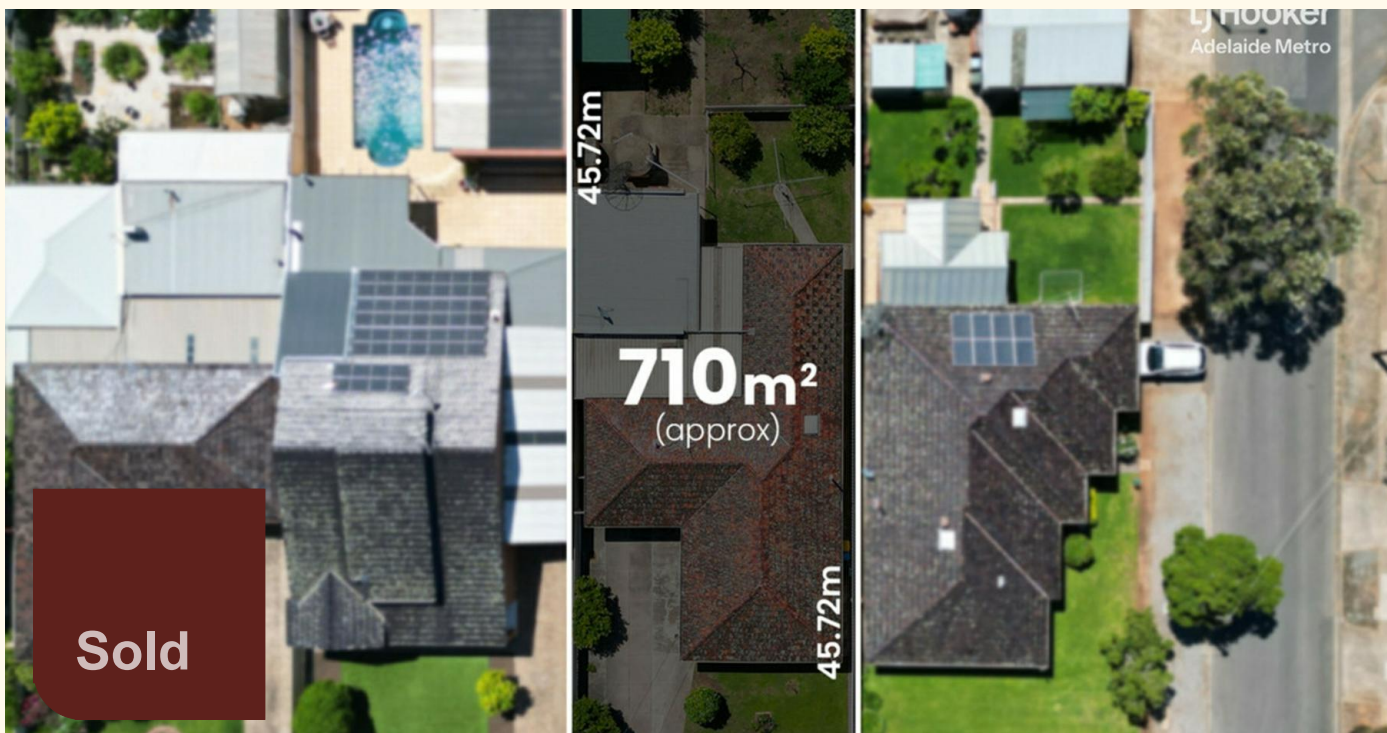 LJ Hooker
Adelaide Metro
45.72m
710m²
(approx)
45.72m
Sold